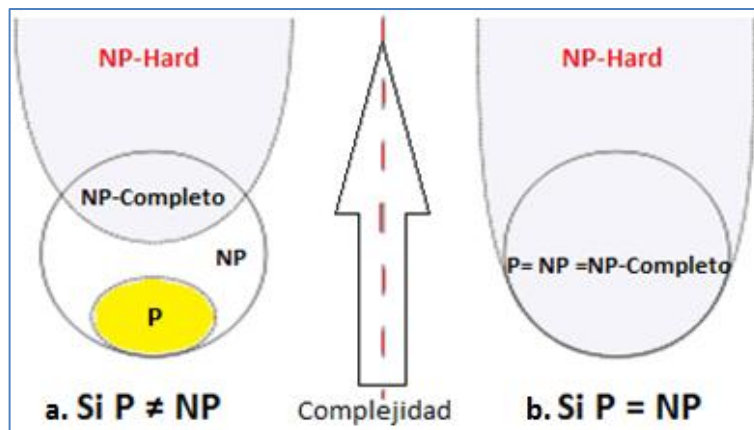 NP-Hard
NP-Completo
NP
P
a. Si P ≠ NP
Complejidad
NP-Hard
P= NP =NP-Completo
b. Si P = NP